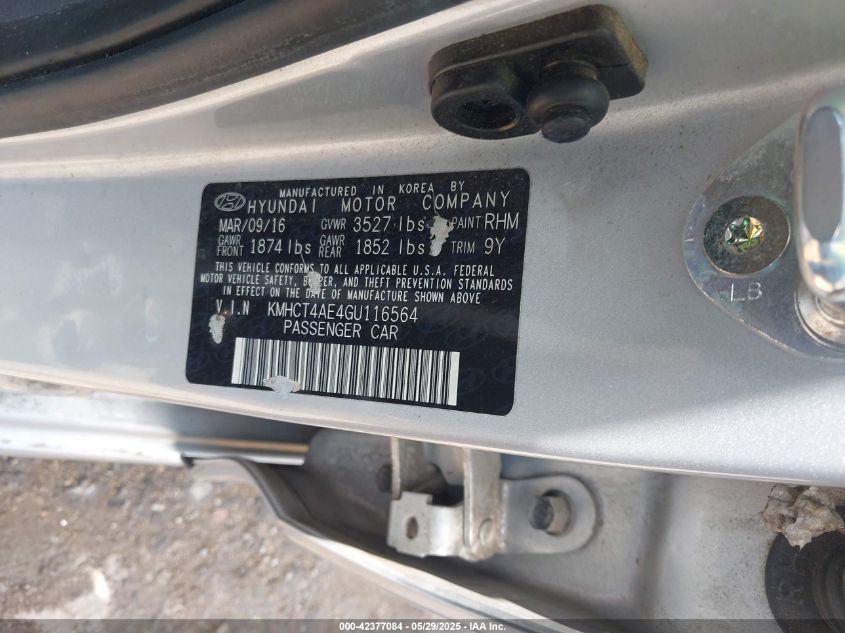 MANUFACTURED IN KOREA BY
HYUNDAI MOTOR COMPANY
MAR/09/16 GVWR 3527 lbs PAINT RHM
GAWR FRONT 1874 lbs GAWR REAR 1852 lbs TRIM 9Y
THIS VEHICLE CONFORMS TO ALL APPLICABLE U.S.A. FEDERAL
MOTOR VEHICLE SAFETY, BUMPER, AND THEFT PREVENTION STANDARDS
IN EFFECT ON THE DATE OF MANUFACTURE SHOWN ABOVE
V.I.N KMHCT4AE4GU116564
PASSENGER CAR
LB
000-42377084 - 05/29/2025 - IAA Inc.